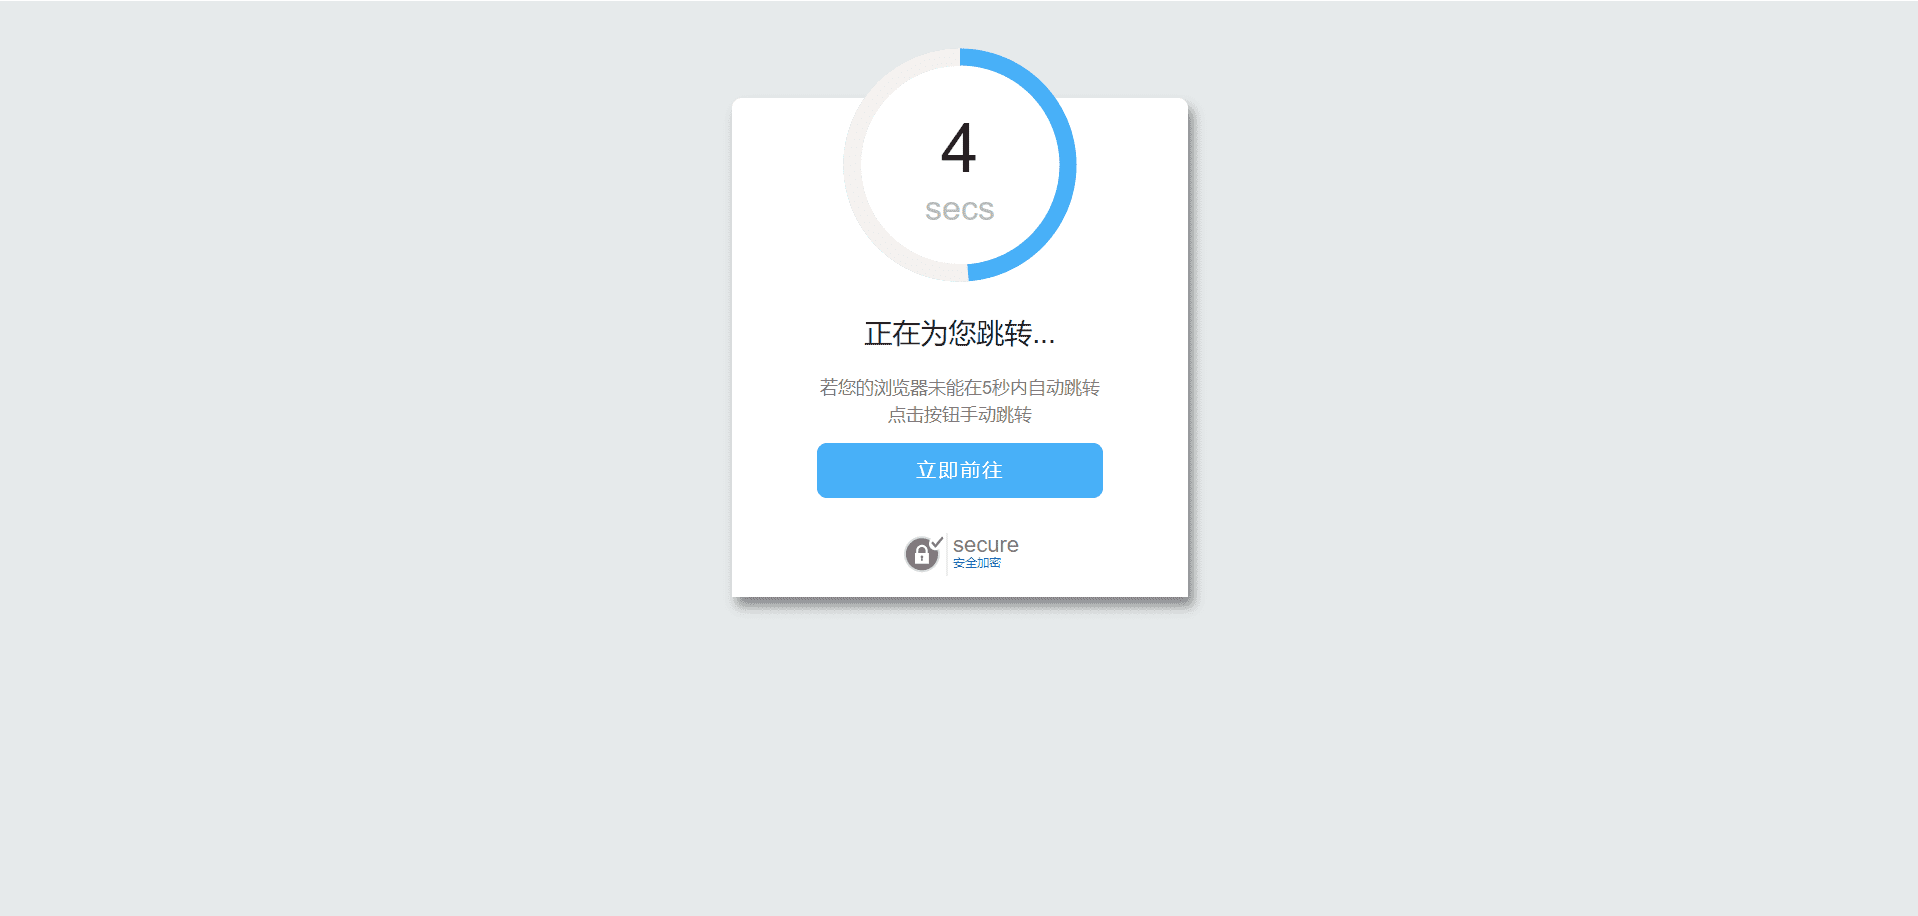 4
secs
正在为您跳转...
若您的浏览器未能在5秒内自动跳转
点击按钮手动跳转
立即前往
secure
安全加密